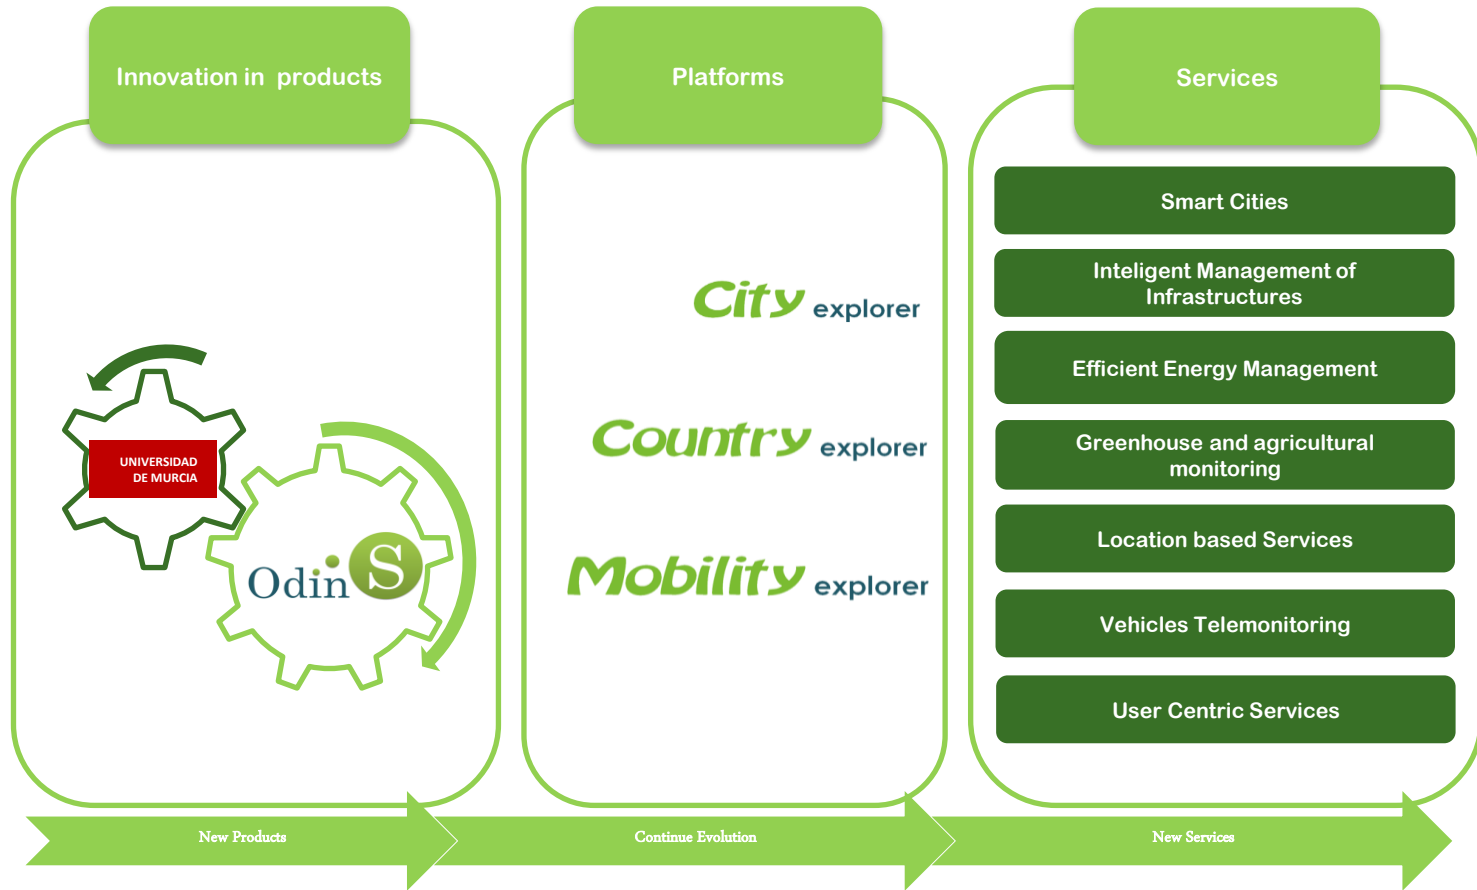 Innovation in products
Platforms
Services
UNIVERSIDAD
DE MURCIA
OdinS
City explorer
Country explorer
Mobility explorer
Smart Cities
Inteligent Management of
Infrastructures
Efficient Energy Management
Greenhouse and agricultural
monitoring
Location based Services
Vehicles Telemonitoring
User Centric Services
New Products
Continue Evolution
New Services